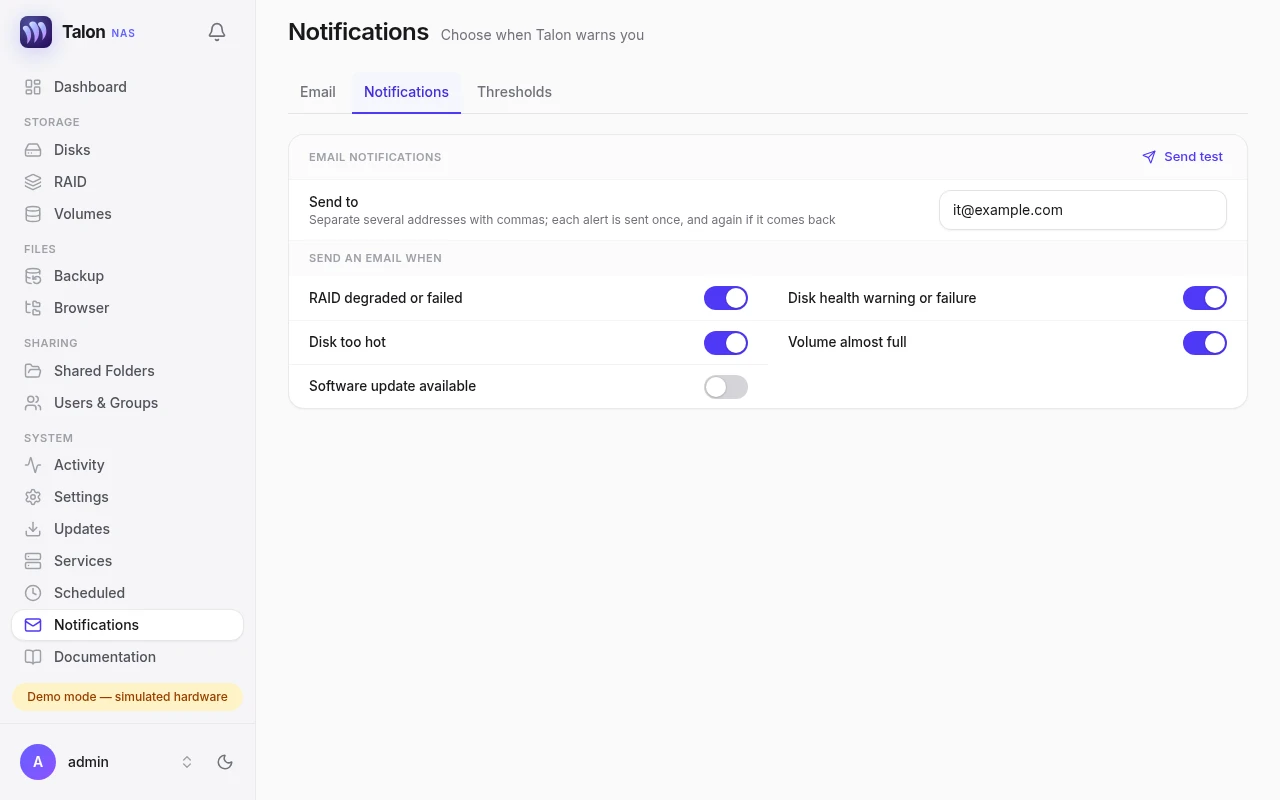 Talon NAS
Dashboard
STORAGE
Disks
RAID
Volumes
FILES
Backup
Browser
SHARING
Shared Folders
Users & Groups
SYSTEM
Activity
Settings
Updates
Services
Scheduled
Notifications
Documentation
Demo mode — simulated hardware
A admin
Notifications Choose when Talon warns you
Email Notifications Thresholds
EMAIL NOTIFICATIONS Send test
Send to
Separate several addresses with commas; each alert is sent once, and again if it comes back
it@example.com
SEND AN EMAIL WHEN
RAID degraded or failed Disk health warning or failure
Disk too hot Volume almost full
Software update available